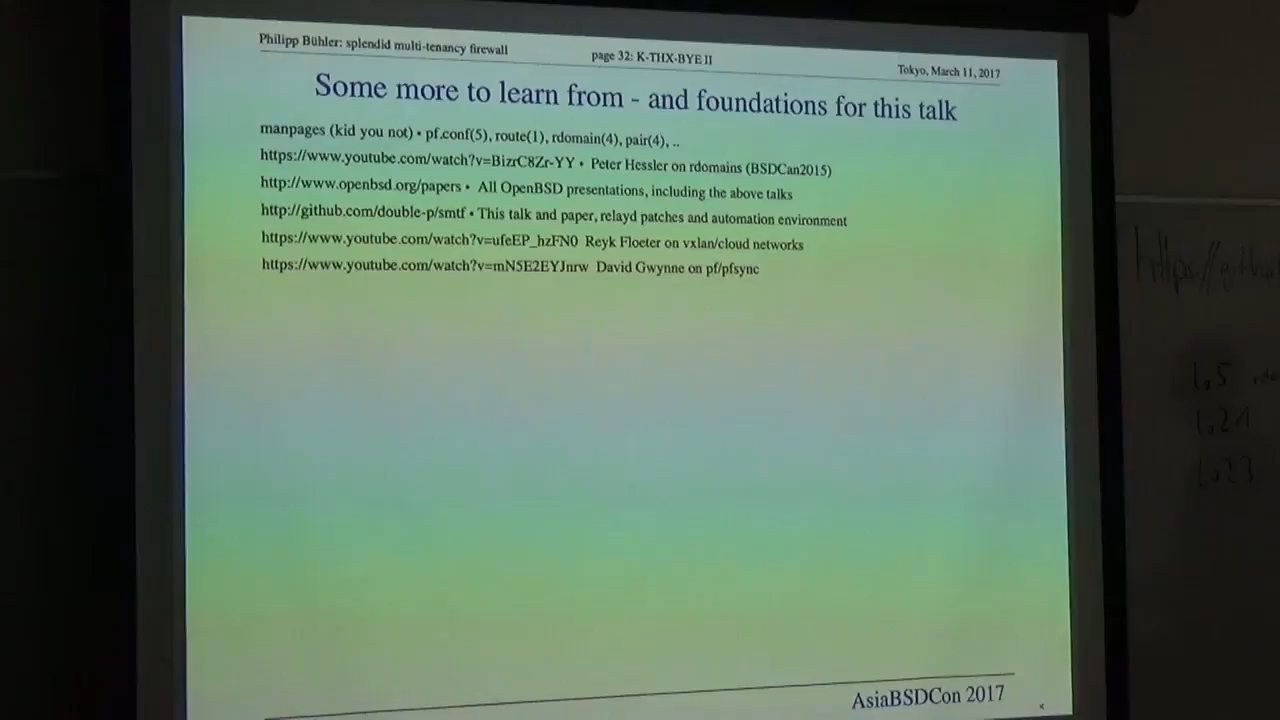 Philipp Bühler: splendid multi-tenancy firewall
page 32: K-THX-BYE II
Tokyo, March 11, 2017
Some more to learn from - and foundations for this talk
manpages (kid you not) • pf.conf(5), route(1), rdomain(4), pair(4), ..
https://www.youtube.com/watch?v=BizrC8Zr-YY • Peter Hessler on rdomains (BSDCan2015)
http://www.openbsd.org/papers • All OpenBSD presentations, including the above talks
http://github.com/double-p/smtf • This talk and paper, relayd patches and automation environment
https://www.youtube.com/watch?v=ufeEP_hzFN0 Reyk Floeter on vxlan/cloud networks
https://www.youtube.com/watch?v=mN5E2EYJnrw David Gwynne on pf/pfsync
AsiaBSDCon 2017